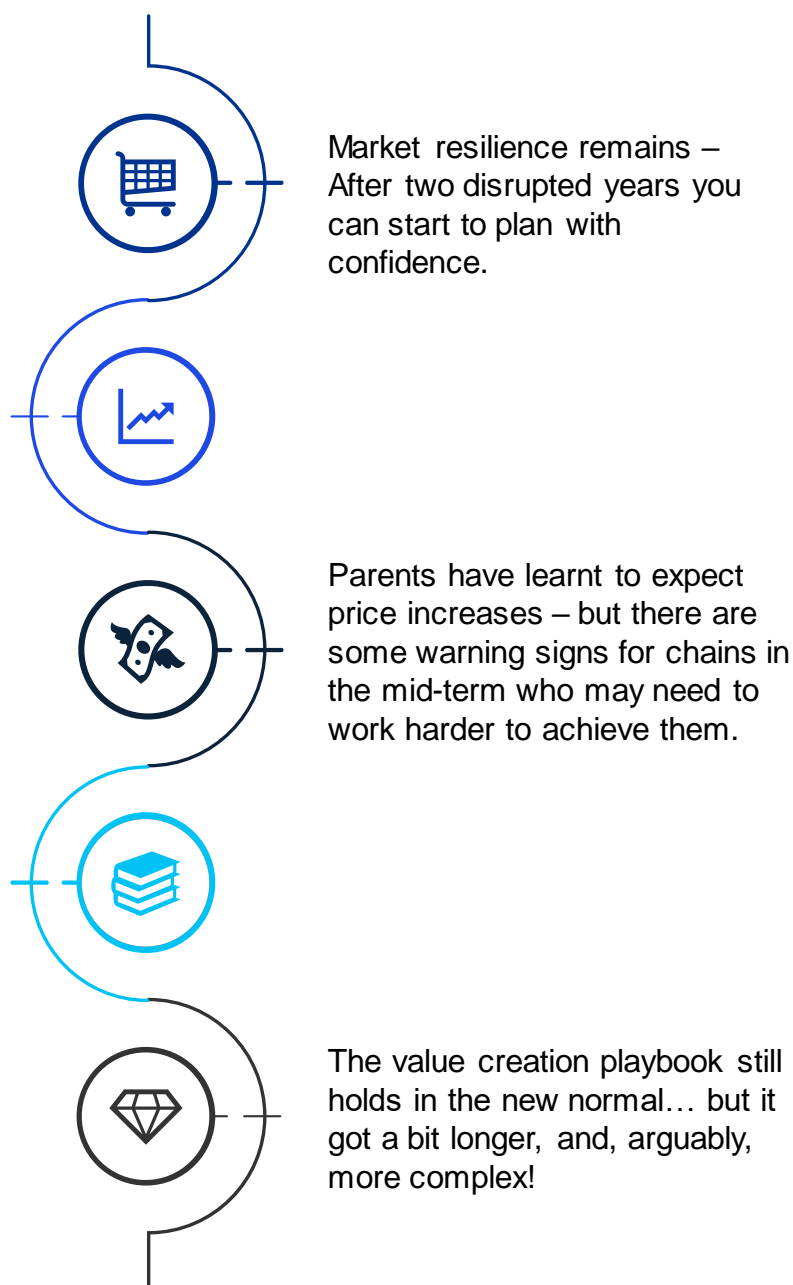 Market resilience remains –
After two disrupted years you
can start to plan with
confidence.
Parents have learnt to expect
price increases – but there are
some warning signs for chains in
the mid-term who may need to
work harder to achieve them.
The value creation playbook still
holds in the new normal… but it
got a bit longer, and, arguably,
more complex!